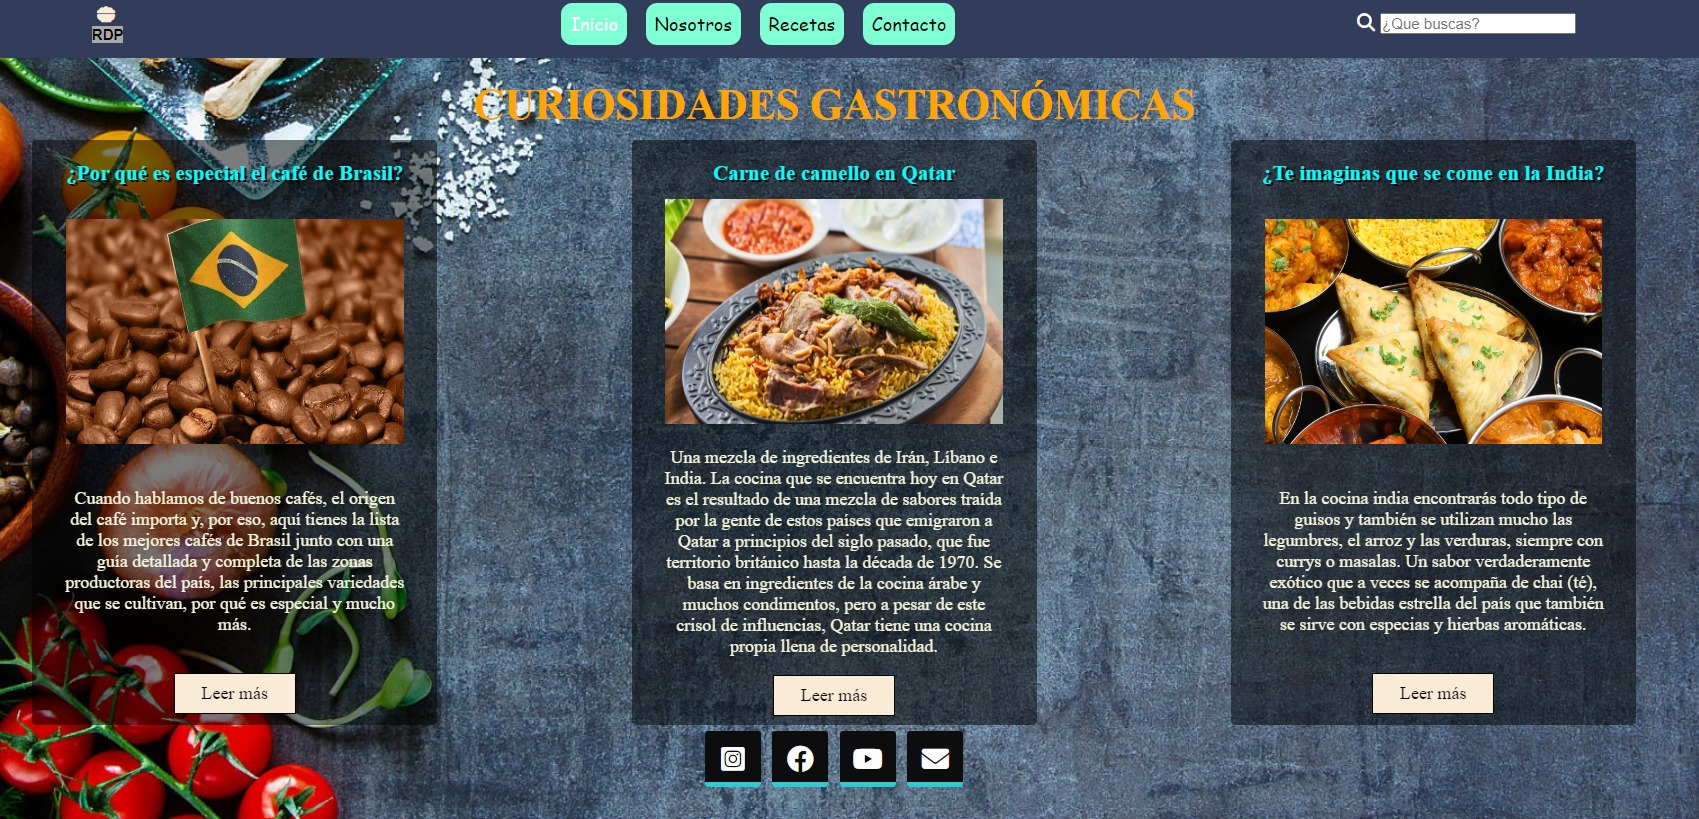 RDP
Inicio
Nosotros
Recetas
Contacto
¿Que buscas?
CURIOSIDADES GASTRONÓMICAS
¿Por qué es especial el café de Brasil?
Cuando hablamos de buenos cafés, el origen
del café importa y, por eso, aquí tienes la lista
de los mejores cafés de Brasil junto con una
guía detallada y completa de las zonas
productoras del país, las principales variedades
que se cultivan, por qué es especial y mucho
más.
Leer más
Carne de camello en Qatar
Una mezcla de ingredientes de Irán, Líbano e
India. La cocina que se encuentra hoy en Qatar
es el resultado de una mezcla de sabores traída
por la gente de estos países que emigraron a
Qatar a principios del siglo pasado, que fue
territorio británico hasta la década de 1970. Se
basa en ingredientes de la cocina árabe y
muchos condimentos, pero a pesar de este
crisol de influencias, Qatar tiene una cocina
propia llena de personalidad.
Leer más
¿Te imaginas que se come en la India?
En la cocina india encontrarás todo tipo de
guisos y también se utilizan mucho las
legumbres, el arroz y las verduras, siempre con
currys o masalas. Un sabor verdaderamente
exótico que a veces se acompaña de chai (té),
una de las bebidas estrella del país que también
se sirve con especias y hierbas aromáticas.
Leer más